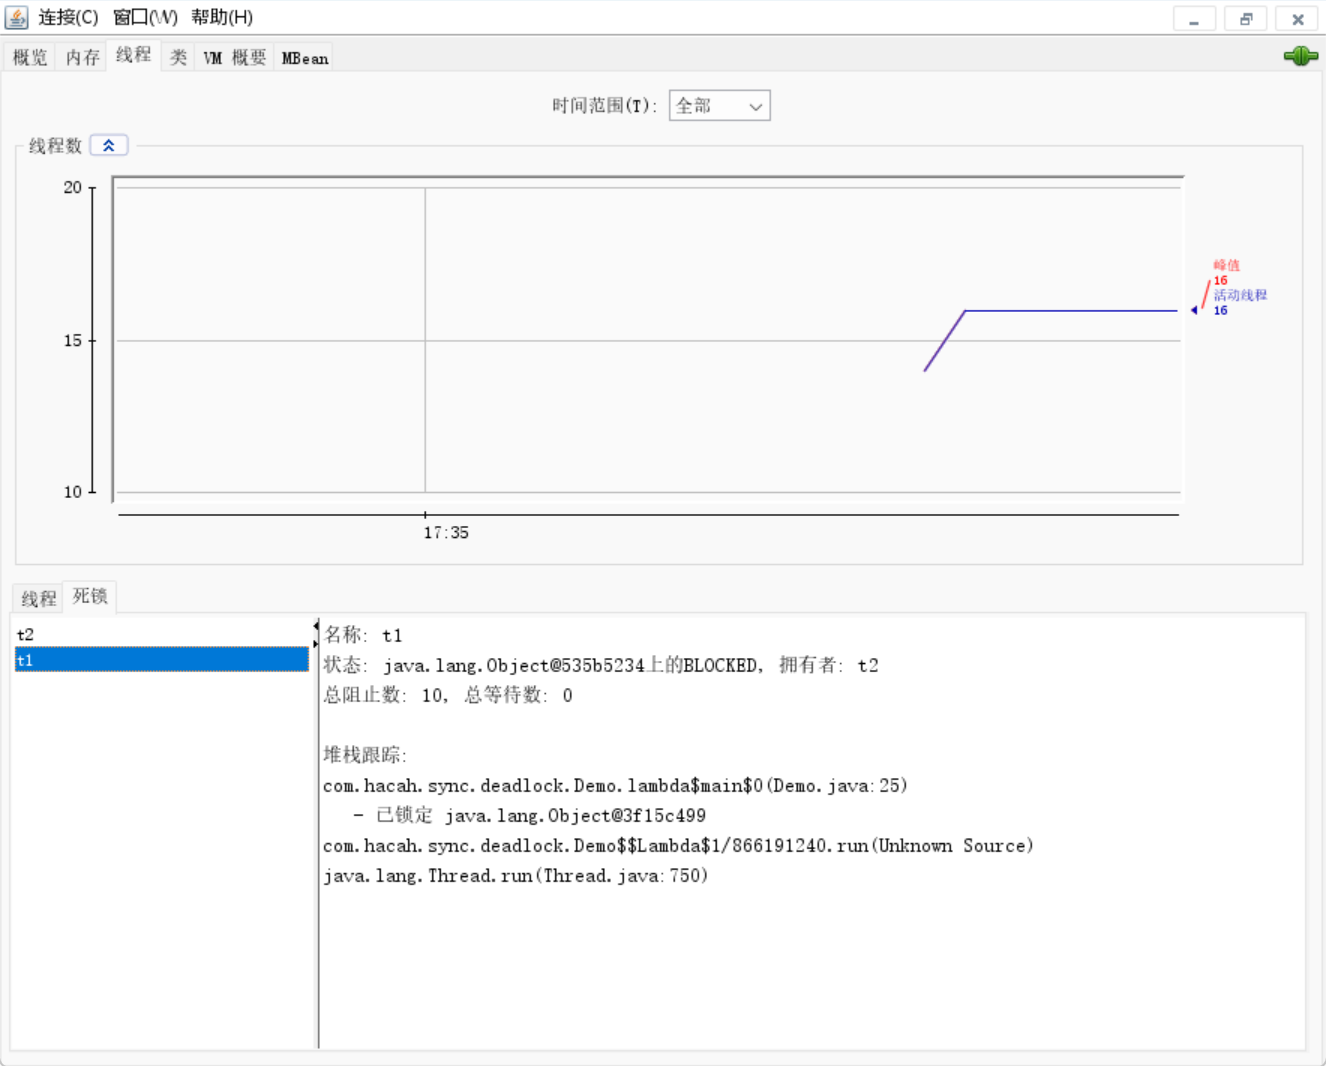 连接(C) 窗口(W) 帮助(H)
概览 内存 线程 类 VM 概要 MBean
时间范围(T): 全部
线程数
20
15
10
17:35
峰值
16
活动线程
16
线程 死锁
t2
t1
名称: t1
状态: java.lang.Object@535b5234上的BLOCKED, 拥有者: t2
总阻止数: 10, 总等待数: 0
堆栈跟踪:
com.hacah.sync.deadlock.Demo.lambda$main$0(Demo.java:25)
- 已锁定 java.lang.Object@3f15c499
com.hacah.sync.deadlock.Demo$$Lambda$1/866191240.run(Unknown Source)
java.lang.Thread.run(Thread.java:750)